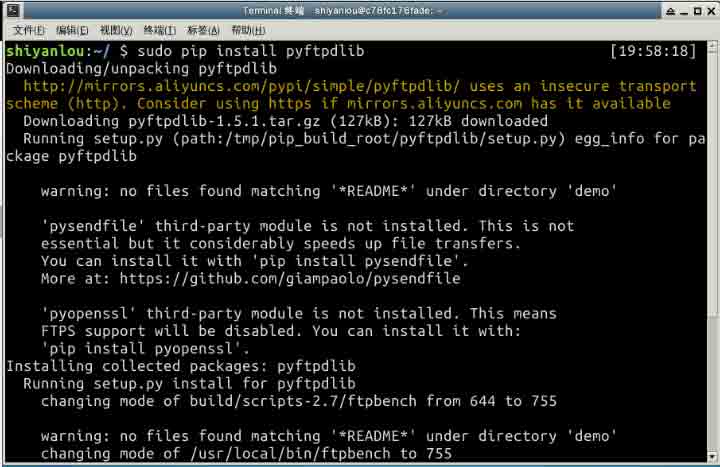 Terminal 终端 shiyanlou@c76fc176fade: ~
文件(F) 编辑(E) 视图(V) 终端(T) 标签(A) 帮助(H)
shiyanlou:~/ $ sudo pip install pyftpdlib [19:58:18]
Downloading/unpacking pyftpdlib
http://mirrors.aliyuncs.com/pypi/simple/pyftpdlib/ uses an insecure transport
scheme (http). Consider using https if mirrors.aliyuncs.com has it available
Downloading pyftpdlib-1.5.1.tar.gz (127kB): 127kB downloaded
Running setup.py (path:/tmp/pip_build_root/pyftpdlib/setup.py) egg_info for pa
ckage pyftpdlib
warning: no files found matching '*README*' under directory 'demo'
'pysendfile' third-party module is not installed. This is not
essential but it considerably speeds up file transfers.
You can install it with 'pip install pysendfile'.
More at: https://github.com/giampaolo/pysendfile
'pyopenssl' third-party module is not installed. This means
FTPS support will be disabled. You can install it with:
'pip install pyopenssl'.
Installing collected packages: pyftpdlib
Running setup.py install for pyftpdlib
changing mode of build/scripts-2.7/ftpbench from 644 to 755
warning: no files found matching '*README*' under directory 'demo'
changing mode of /usr/local/bin/ftpbench to 755